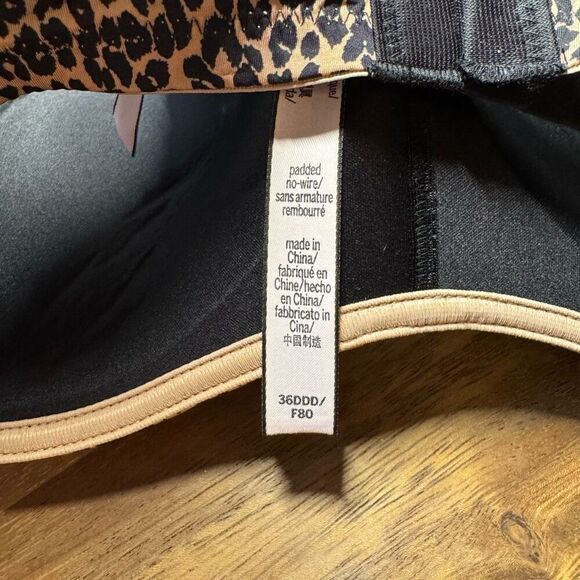 padded
no-wire/
sans armature
rembourré
made in
China/
fabriqué en
Chine/hecho
en China/
fabbricato in
Cina/
中国制造
36DDD/
F80